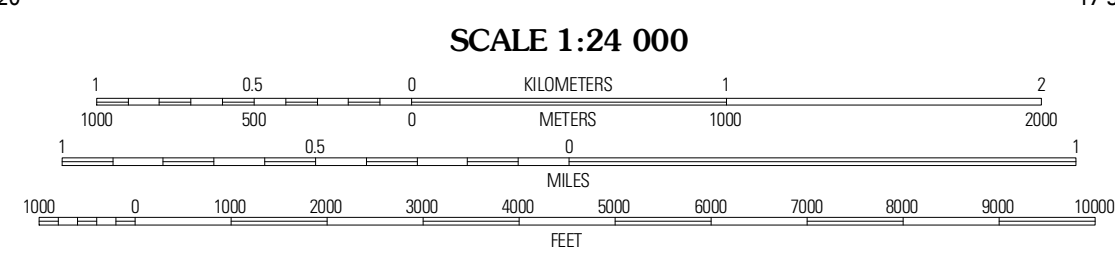 SCALE 1:24 000
1 0.5 0 KILOMETERS 1 2
1000 500 0 METERS 1000 2000
1 0.5 0 1
MILES
1000 0 1000 2000 3000 4000 5000 6000 7000 8000 9000 10000
FEET